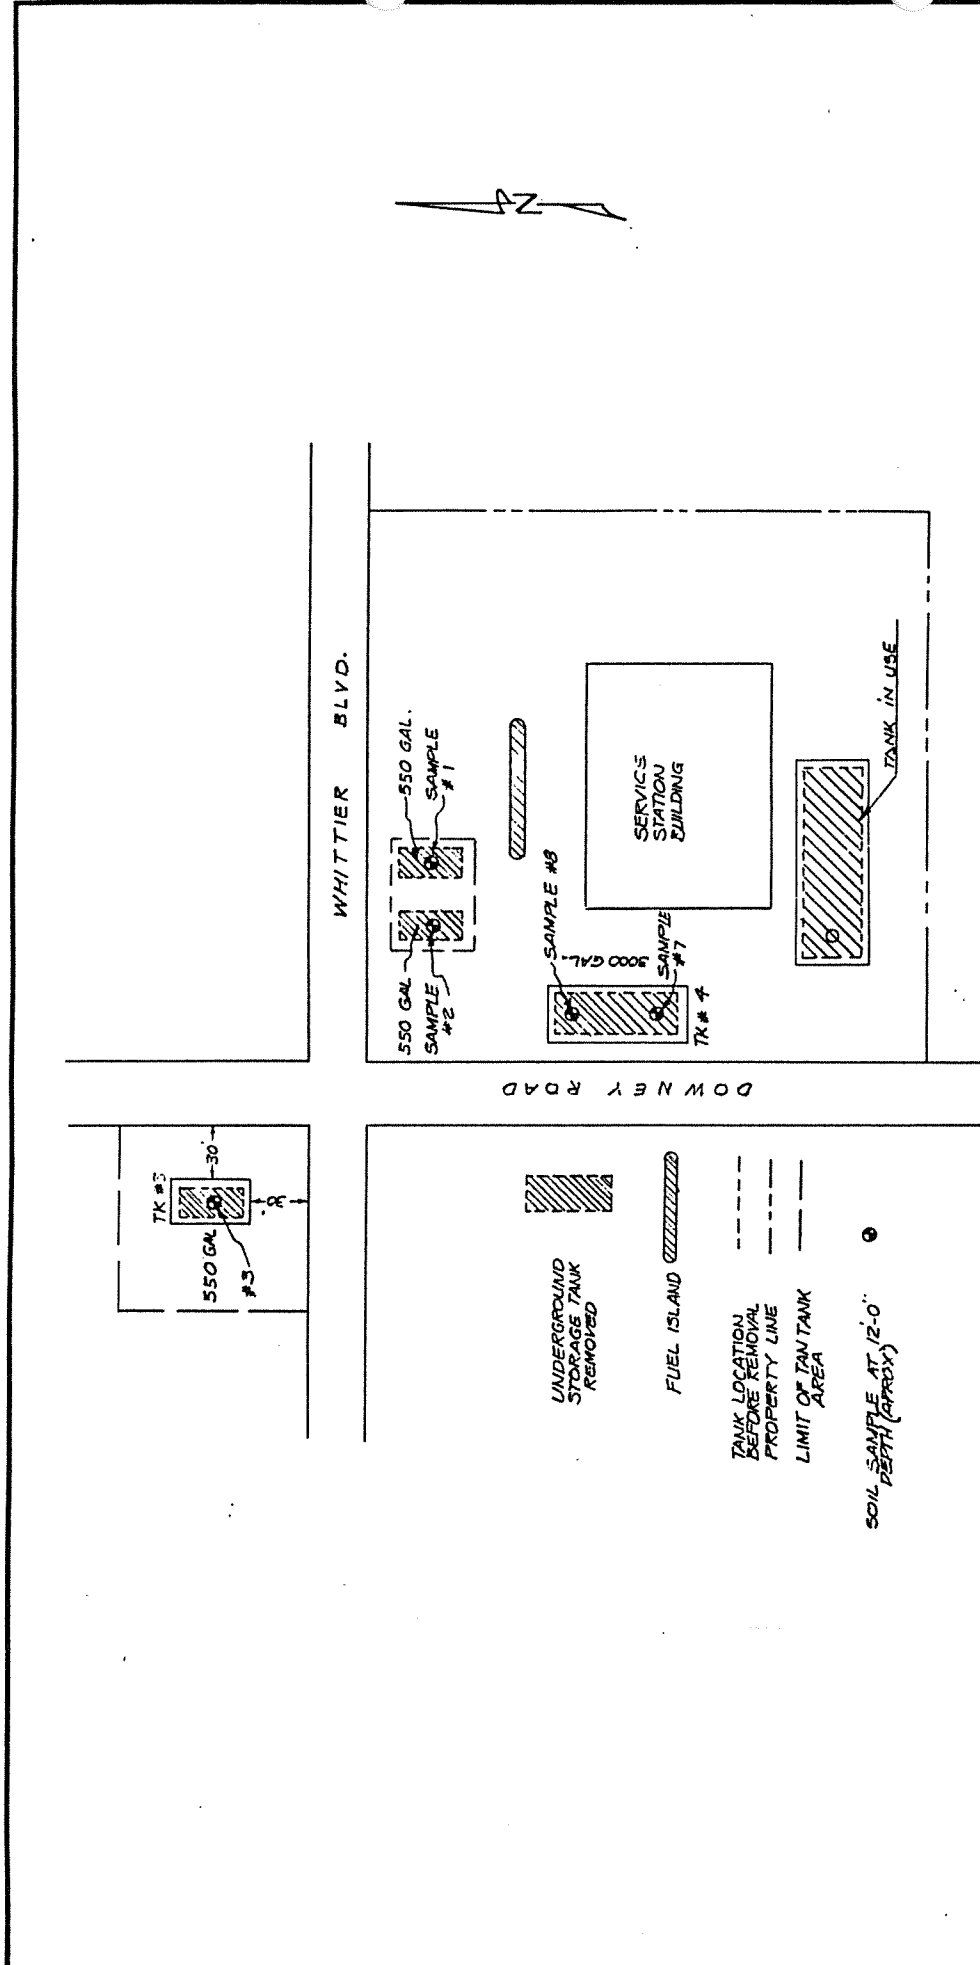 N
WHITTIER BLVD.
550 GAL.
SAMPLE
#1
550 GAL
SAMPLE
#2
SERVICE
STATION
BUILDING
TANK IN USE
SAMPLE #8
3000 GAL.
SAMPLE
#7
TK # 4
DOWNEY ROAD
TK #3
550 GAL
#3
30'
30'
UNDERGROUND
STORAGE TANK
REMOVED
FUEL ISLAND
TANK LOCATION
BEFORE REMOVAL
PROPERTY LINE
LIMIT OF TAN TANK
AREA
SOIL SAMPLE AT 12'-0"
DEPTH (APROX)